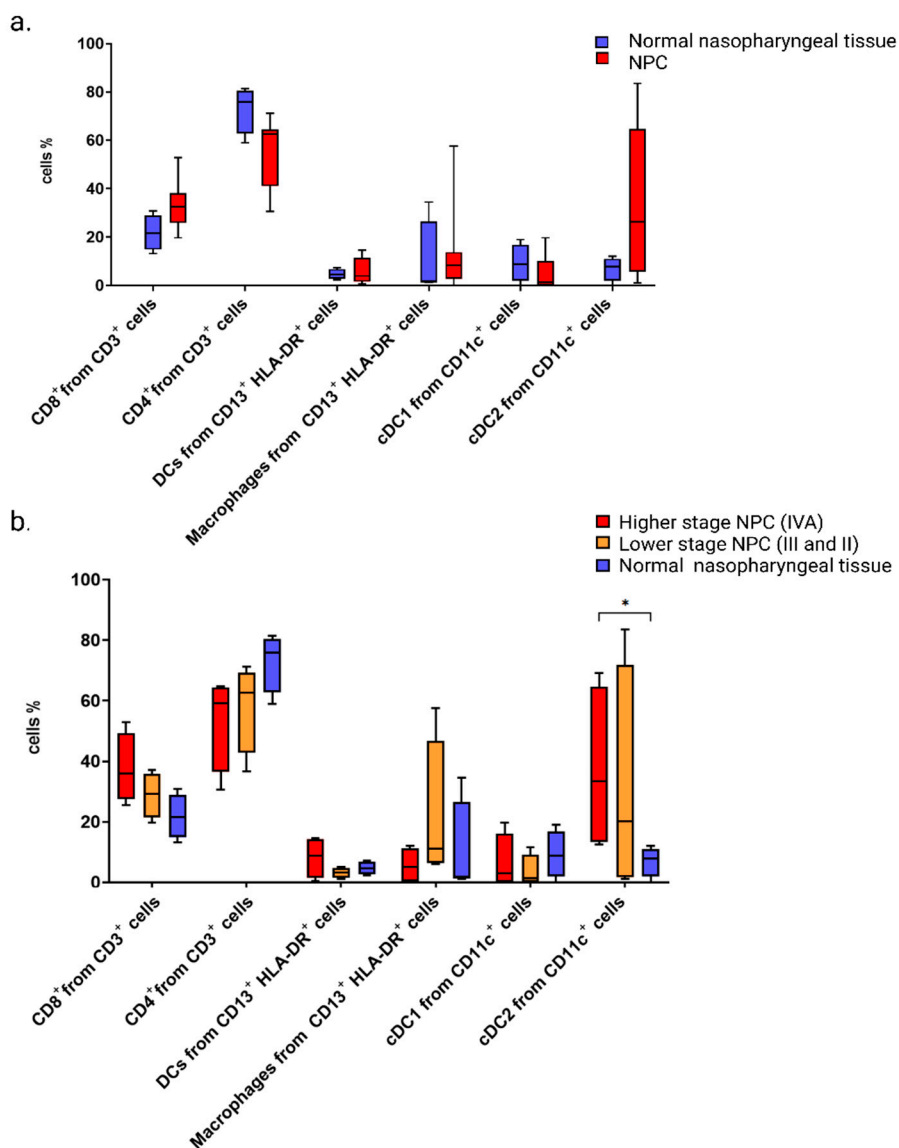 a.
Normal nasopharyngeal tissue
NPC
100
80
60
40
20
0
cells %
CD8⁺ from CD3⁺ cells
CD4⁺ from CD3⁺ cells
DCs from CD13⁺ HLA-DR⁺ cells
Macrophages from CD13⁺ HLA-DR⁺ cells
cDC1 from CD11c⁺ cells
cDC2 from CD11c⁺ cells
b.
Higher stage NPC (IVA)
Lower stage NPC (III and II)
Normal nasopharyngeal tissue
100
80
60
40
20
0
cells %
*
CD8⁺ from CD3⁺ cells
CD4⁺ from CD3⁺ cells
DCs from CD13⁺ HLA-DR⁺ cells
Macrophages from CD13⁺ HLA-DR⁺ cells
cDC1 from CD11c⁺ cells
cDC2 from CD11c⁺ cells